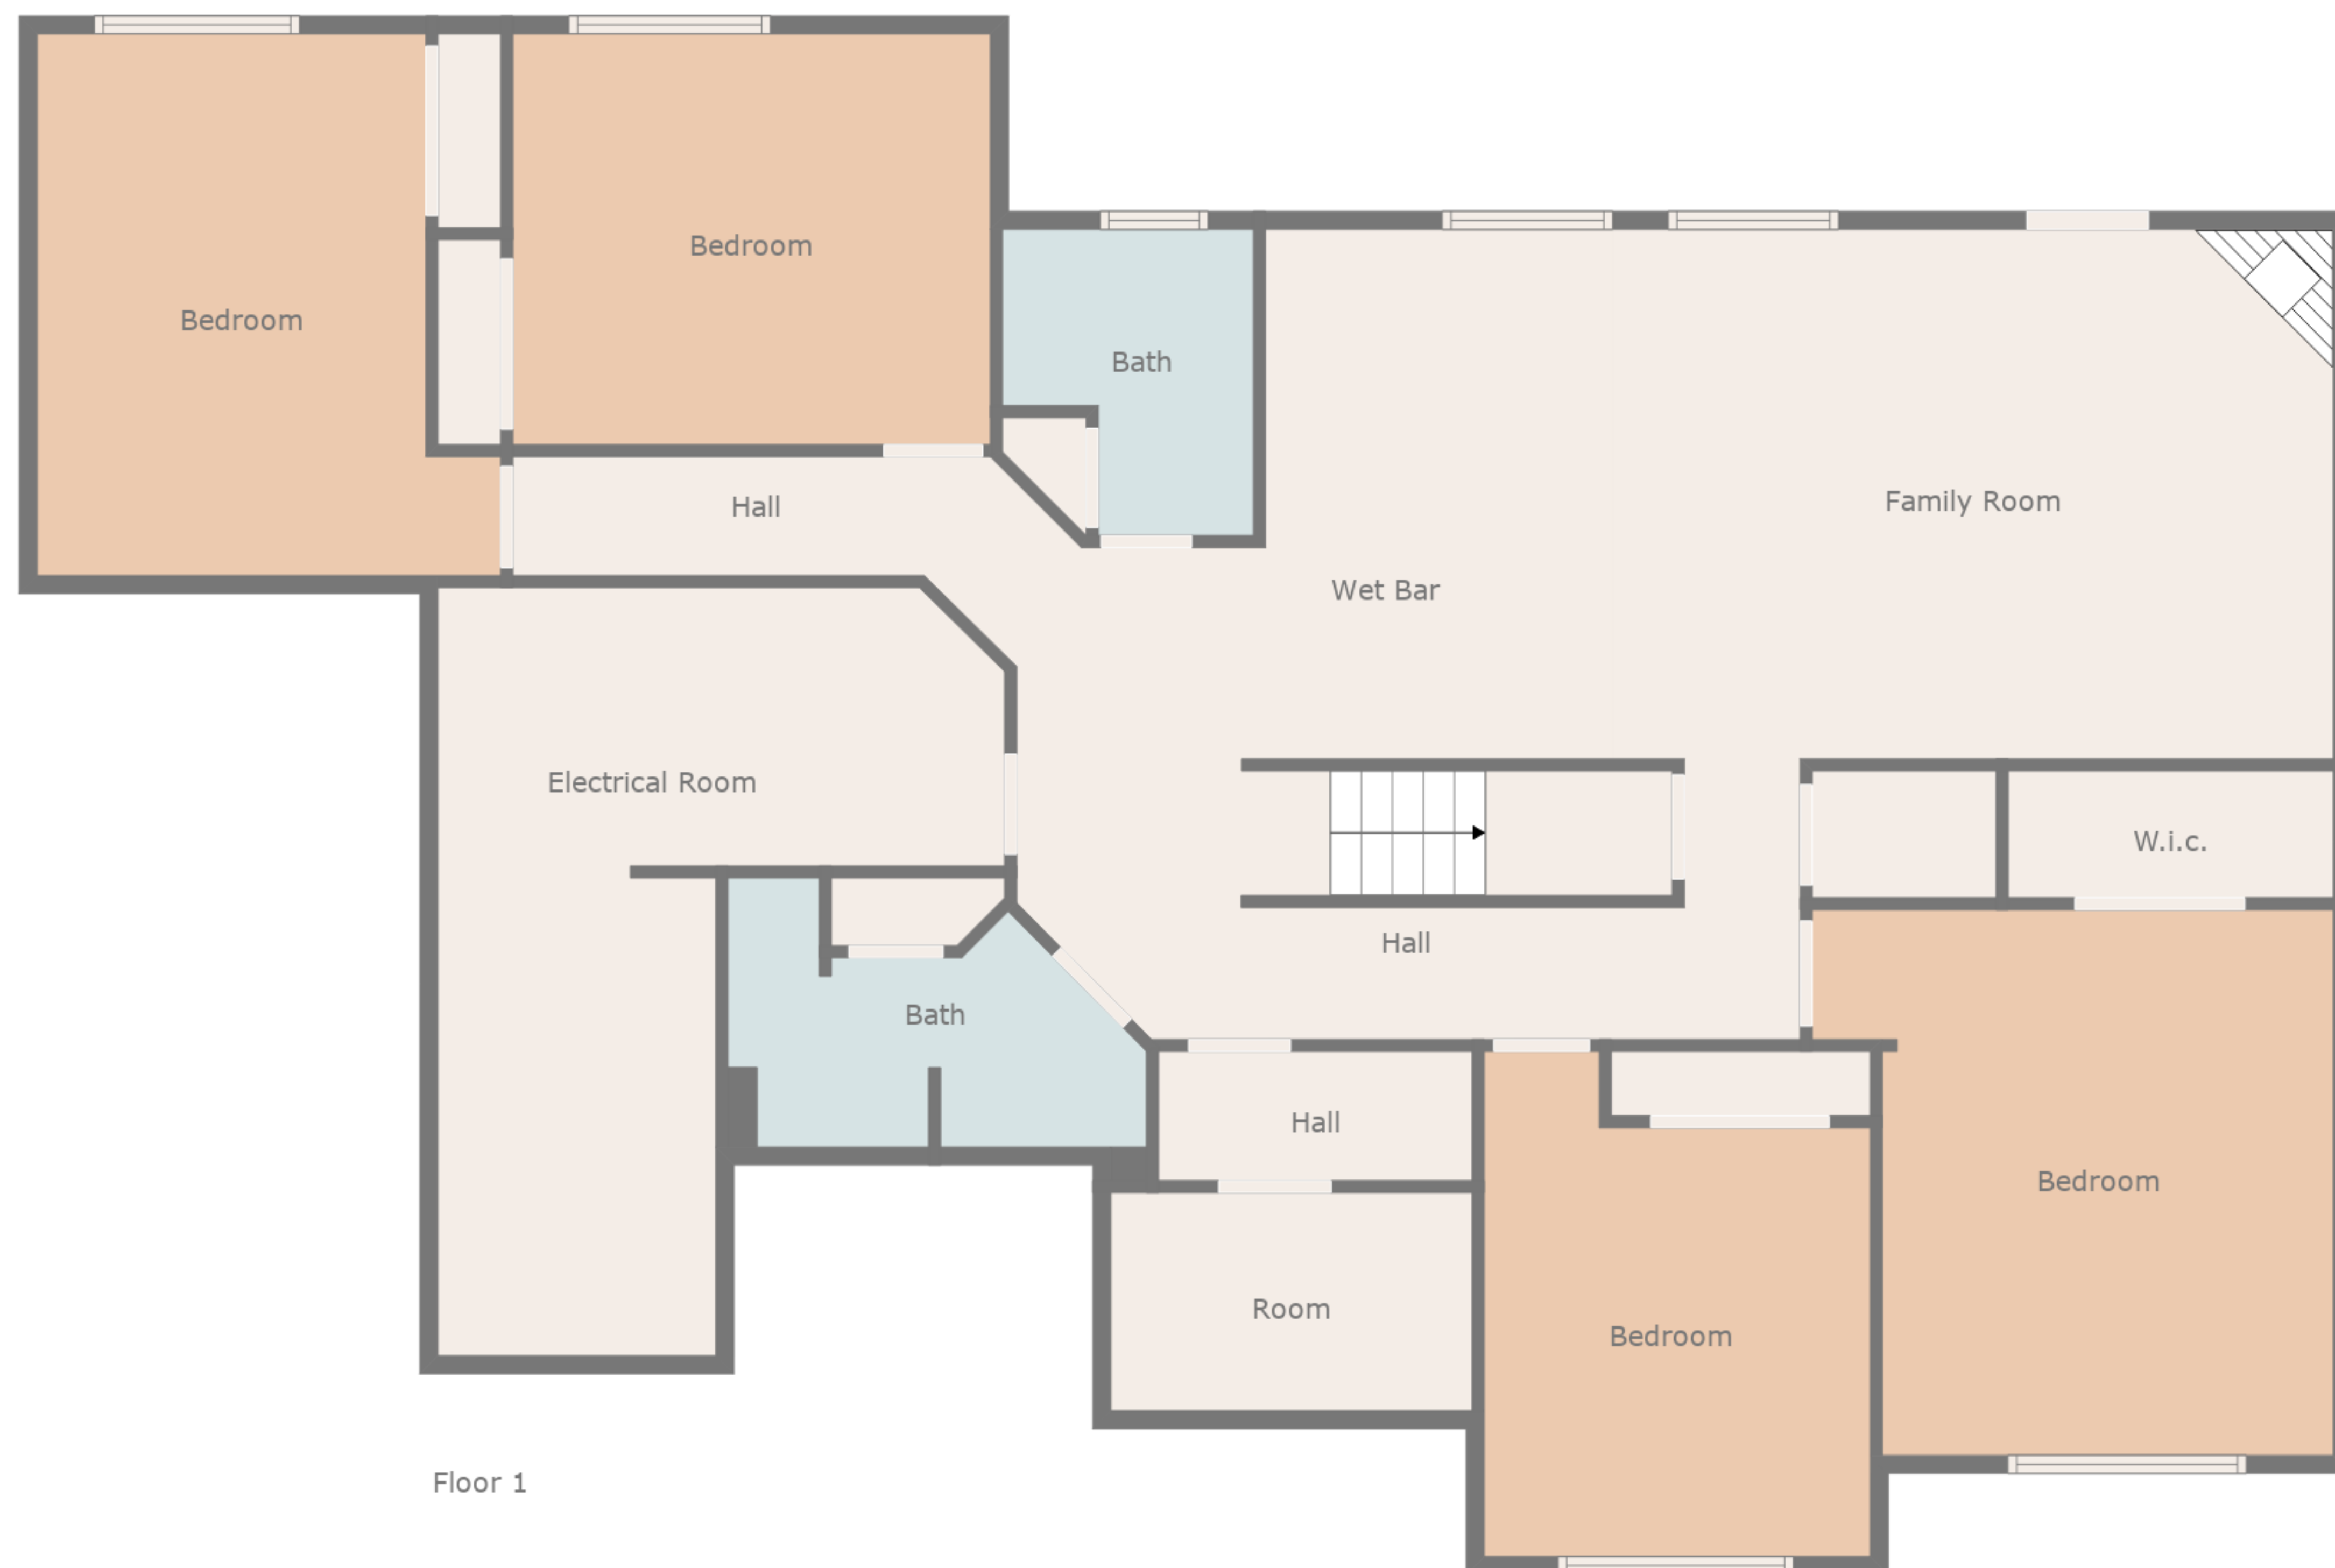 Bedroom
Bedroom
Bath
Hall
Family Room
Wet Bar
Electrical Room
W.i.c.
Hall
Bath
Hall
Bedroom
Room
Bedroom
Floor 1